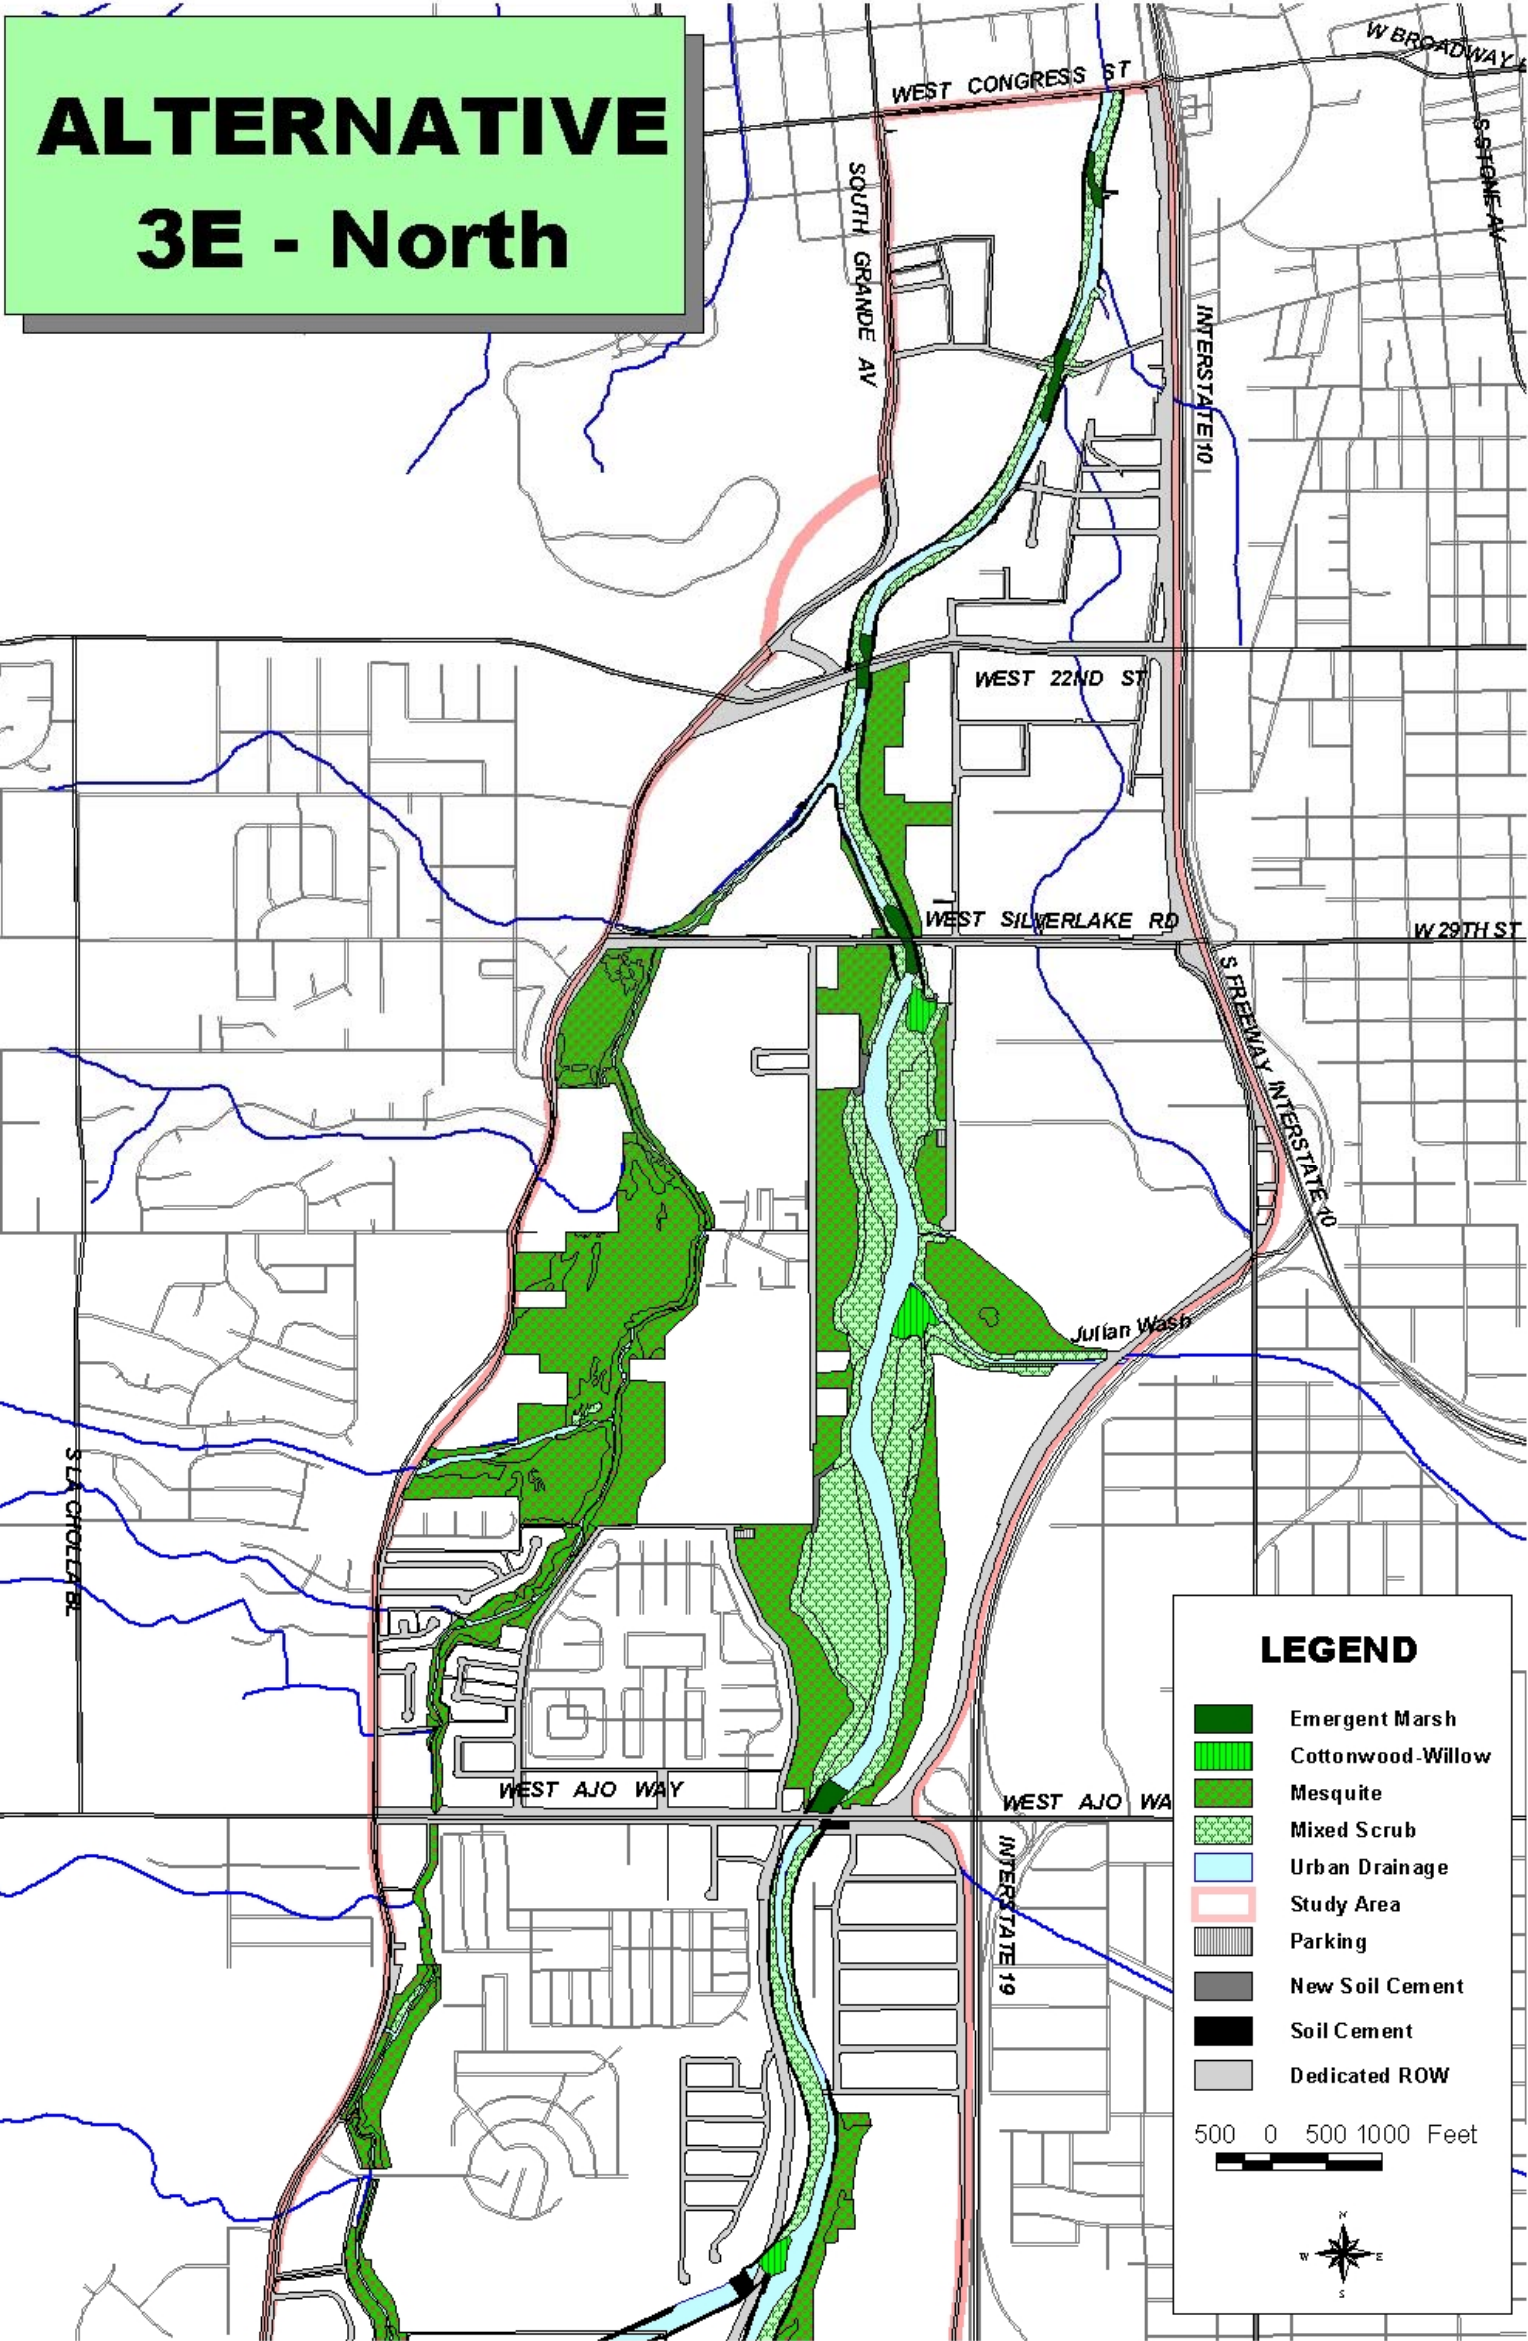 ALTERNATIVE
3E - North
W BROADWAY
WEST CONGRESS ST
S STONE AV
SOUTH GRANDE AV
INTERSTATE 10
WEST 22ND ST
WEST SILVERLAKE RD
W 29TH ST
S FREEWAY INTERSTATE 10
Julian Wash
S LA CHOLLA BL
WEST AJO WAY
WEST AJO WA
INTERSTATE 19
LEGEND
Emergent Marsh
Cottonwood-Willow
Mesquite
Mixed Scrub
Urban Drainage
Study Area
Parking
New Soil Cement
Soil Cement
Dedicated ROW
500 0 500 1000 Feet
N
W E
S